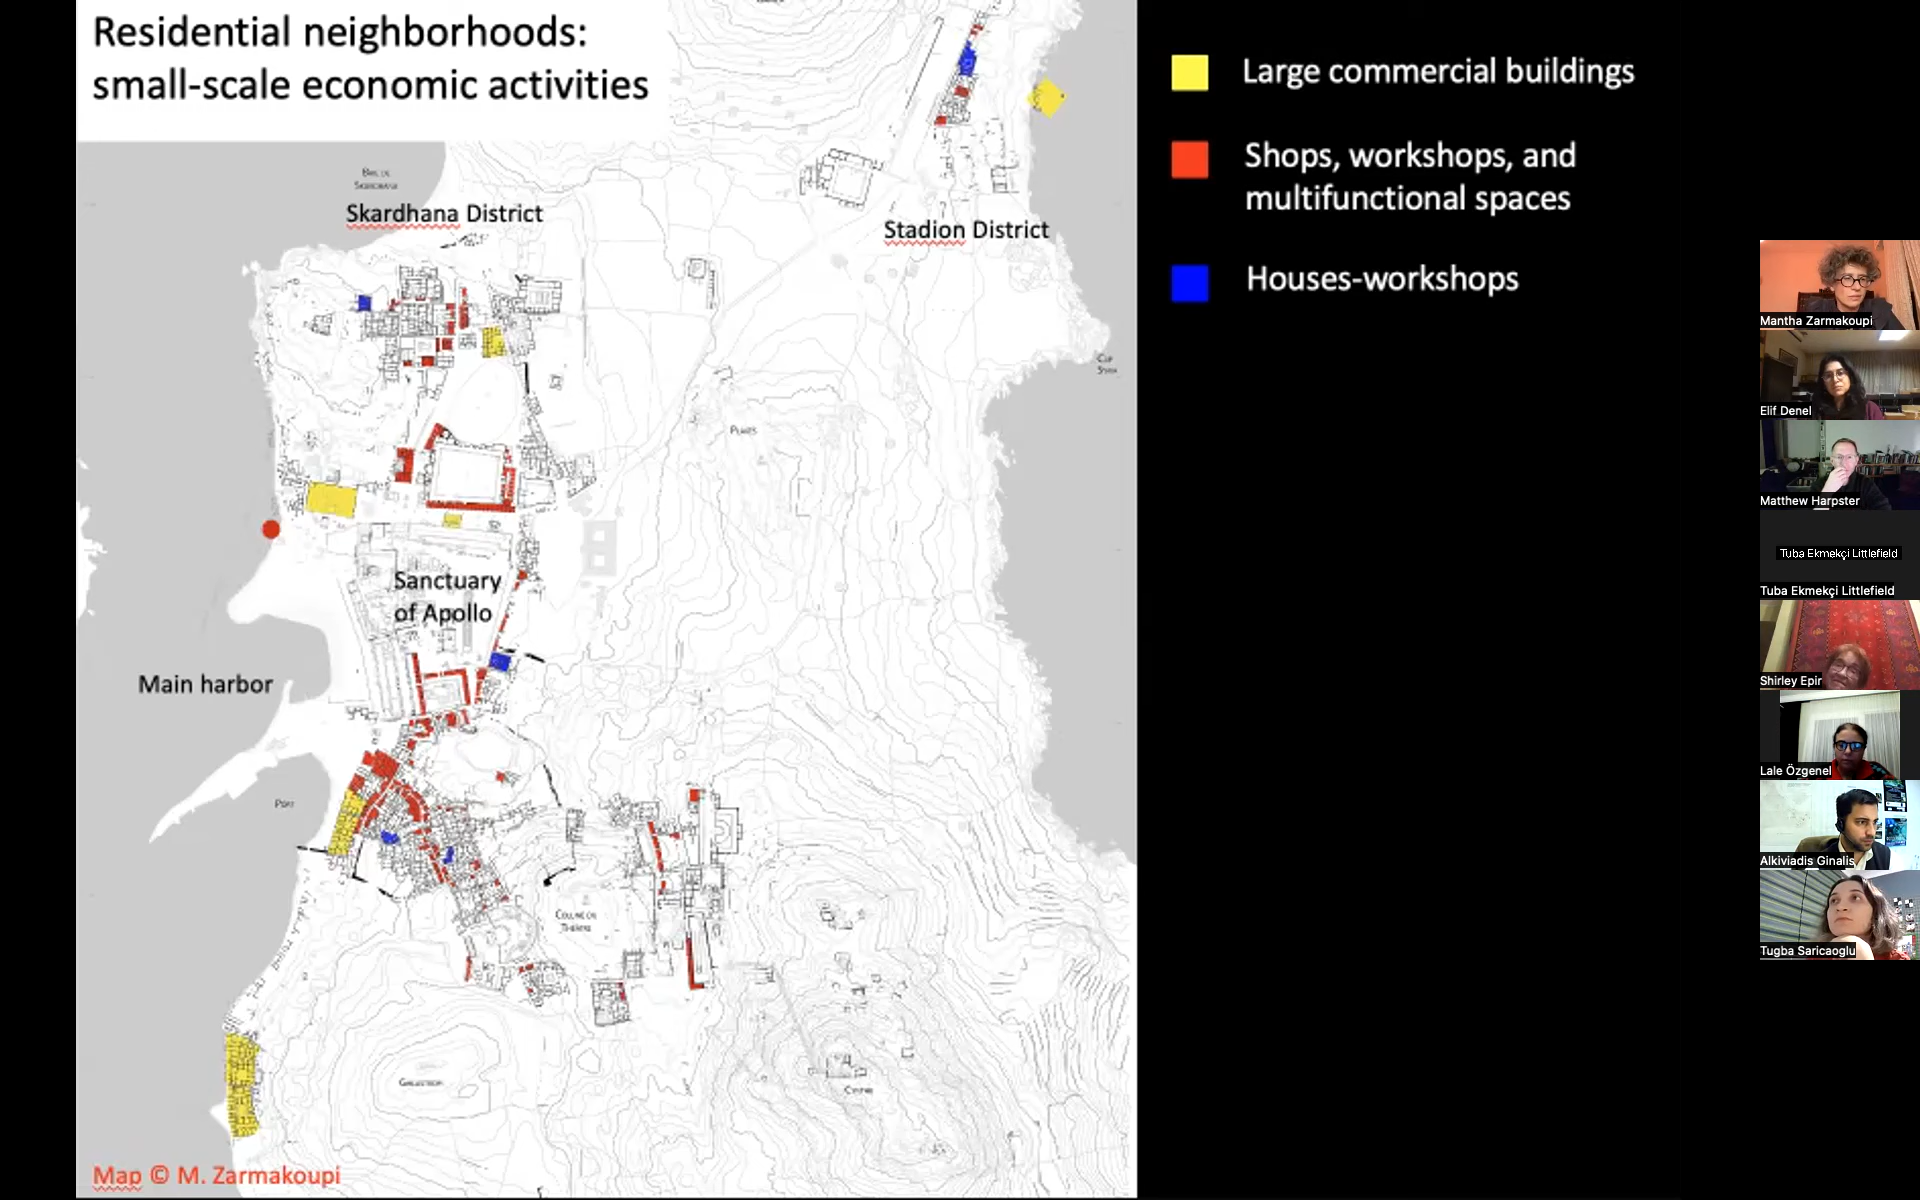 Residential neighborhoods:
small-scale economic activities
Skardhana District
Stadion District
Sanctuary
of Apollo
Main harbor
Port
Map © M. Zarmakoupi
Large commercial buildings
Shops, workshops, and
multifunctional spaces
Houses-workshops
Mantha Zarmakoupi
Elif Denel
Matthew Harpster
Tuba Ekmekçi Littlefield
Tuba Ekmekçi Littlefield
Shirley Epir
Lale Özgenel
Alkiviadis Ginalis
Tugba Saricaoglu